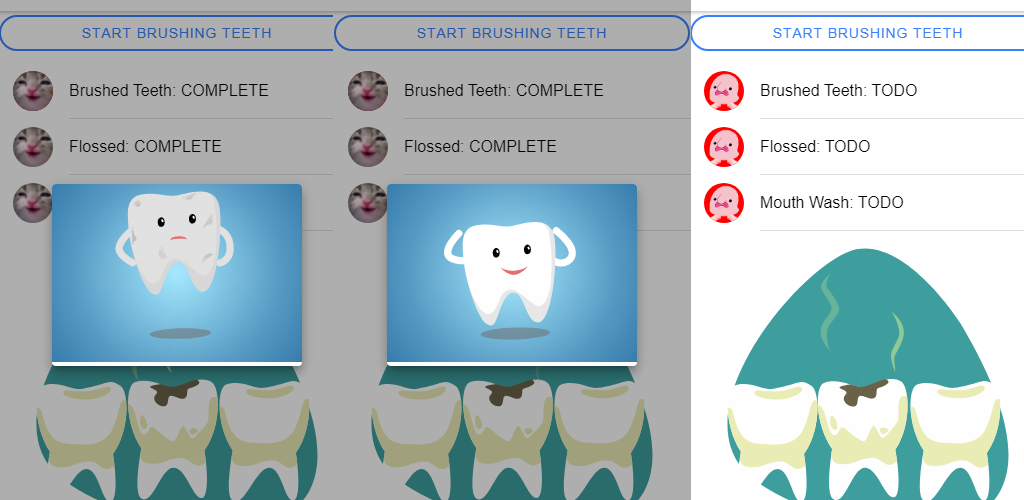 START BRUSHING TEETH
Brushed Teeth: COMPLETE
Flossed: COMPLETE
START BRUSHING TEETH
Brushed Teeth: COMPLETE
Flossed: COMPLETE
START BRUSHING TEETH
Brushed Teeth: TODO
Flossed: TODO
Mouth Wash: TODO